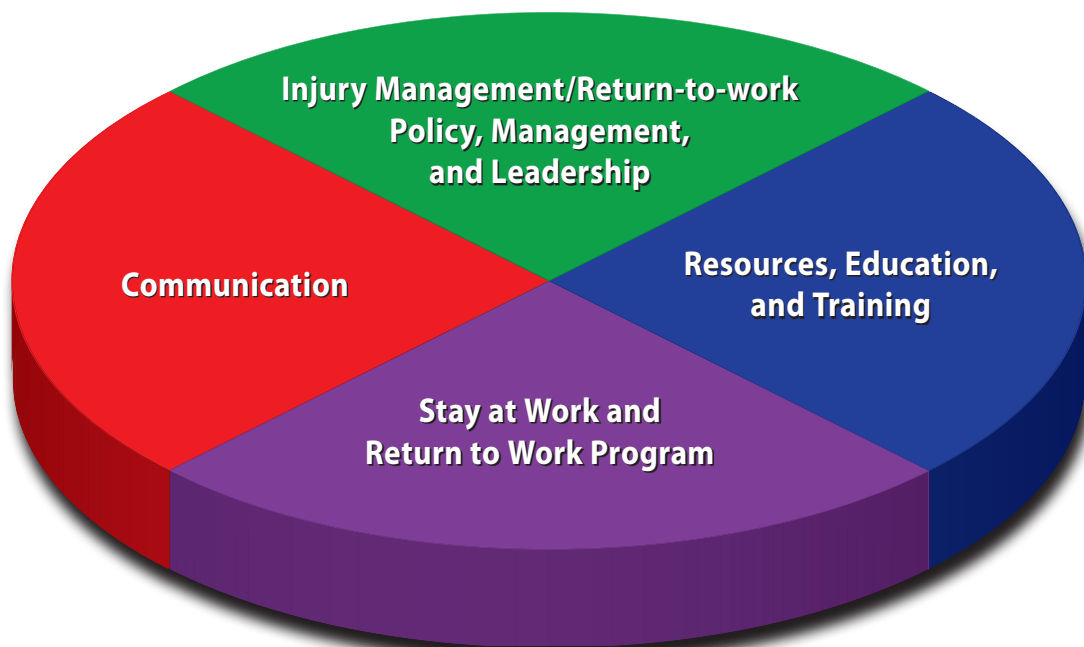 Injury Management/Return-to-work
Policy, Management,
and Leadership
Communication
Resources, Education,
and Training
Stay at Work and
Return to Work Program